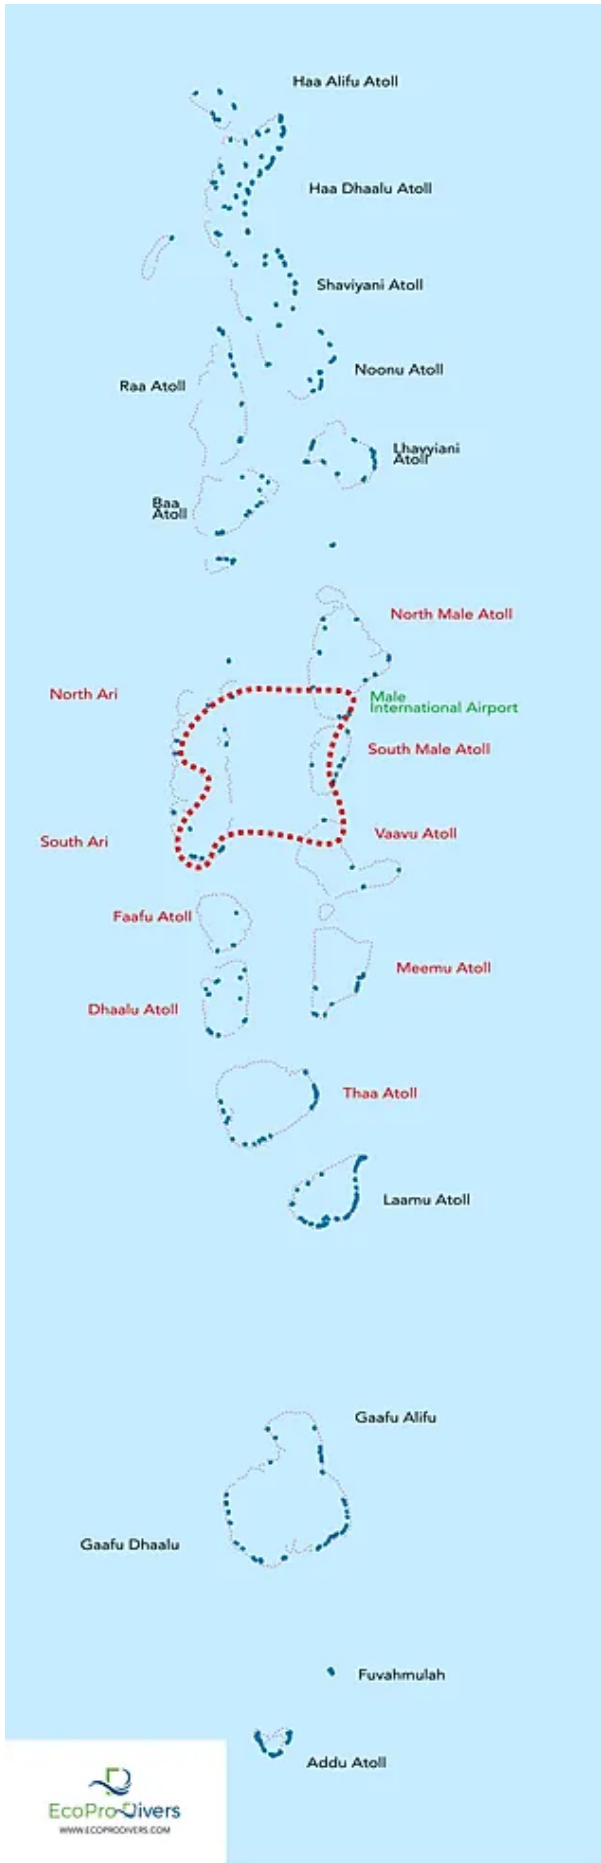 Haa Alifu Atoll
Haa Dhaalu Atoll
Shaviyani Atoll
Noonu Atoll
Raa Atoll
Lhavyiani
Atoll
Baa
Atoll
North Male Atoll
North Ari
Male
International Airport
South Male Atoll
Vaavu Atoll
South Ari
Faafu Atoll
Meemu Atoll
Dhaalu Atoll
Thaa Atoll
Laamu Atoll
Gaafu Alifu
Gaafu Dhaalu
Fuvahmulah
Addu Atoll
EcoPro-Divers
WWW.ECOPRODIVERS.COM